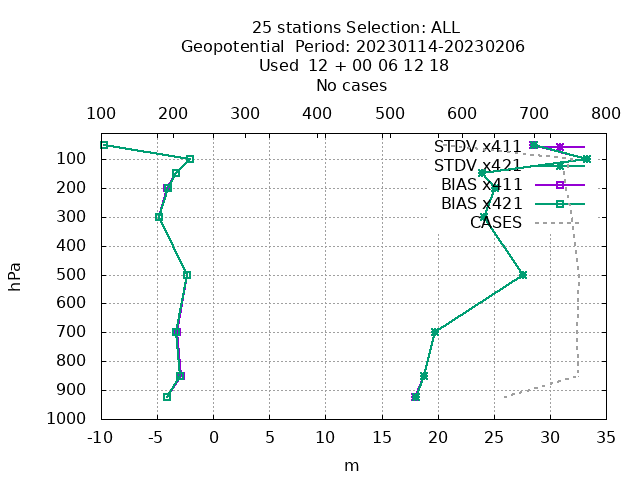 25 stations Selection: ALL
Geopotential  Period: 20230114-20230206
Used  12 + 00 06 12 18
No cases
100 200 300 400 500 600 700 800
STDV x411
STDV x421
BIAS x411
BIAS x421
CASES
100
200
300
400
500
600
700
800
900
1000
hPa
-10 -5 0 5 10 15 20 25 30 35
m